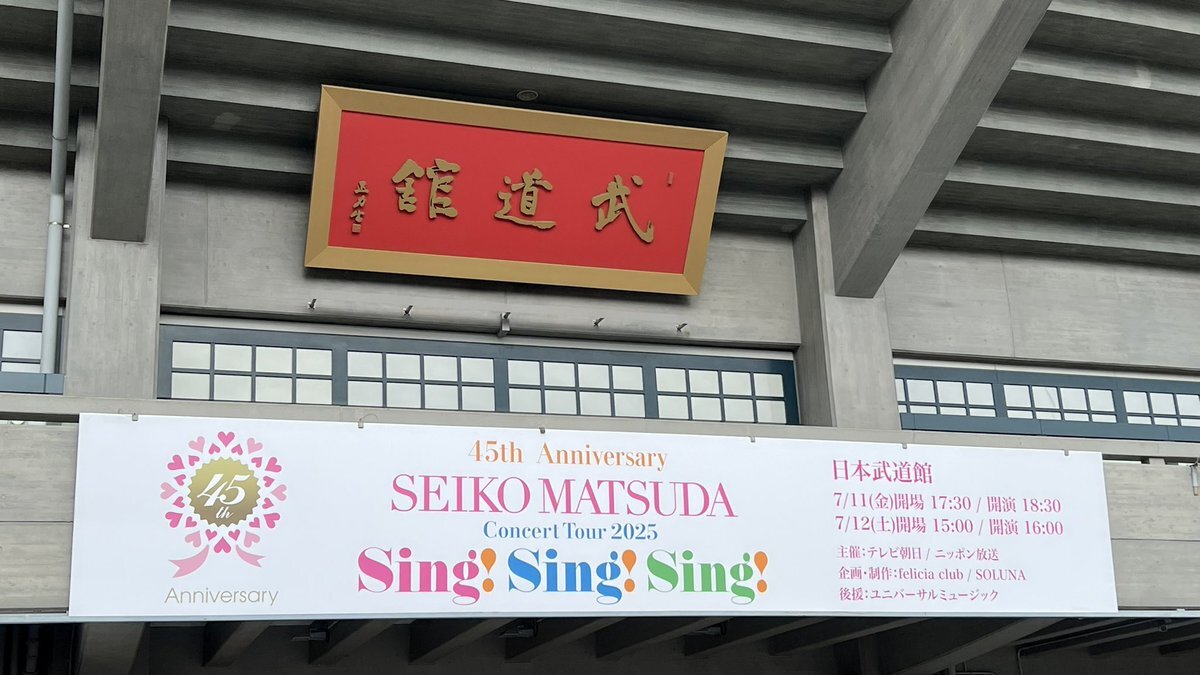 武道館
45
th
Anniversary
45th Anniversary
SEIKO MATSUDA
Concert Tour 2025
Sing! Sing! Sing!
日本武道館
7/11(金)開場 17:30 / 開演 18:30
7/12(土)開場 15:00 / 開演 16:00
主催:テレビ朝日 / ニッポン放送
企画・制作:felicia club / SOLUNA
後援:ユニバーサルミュージック